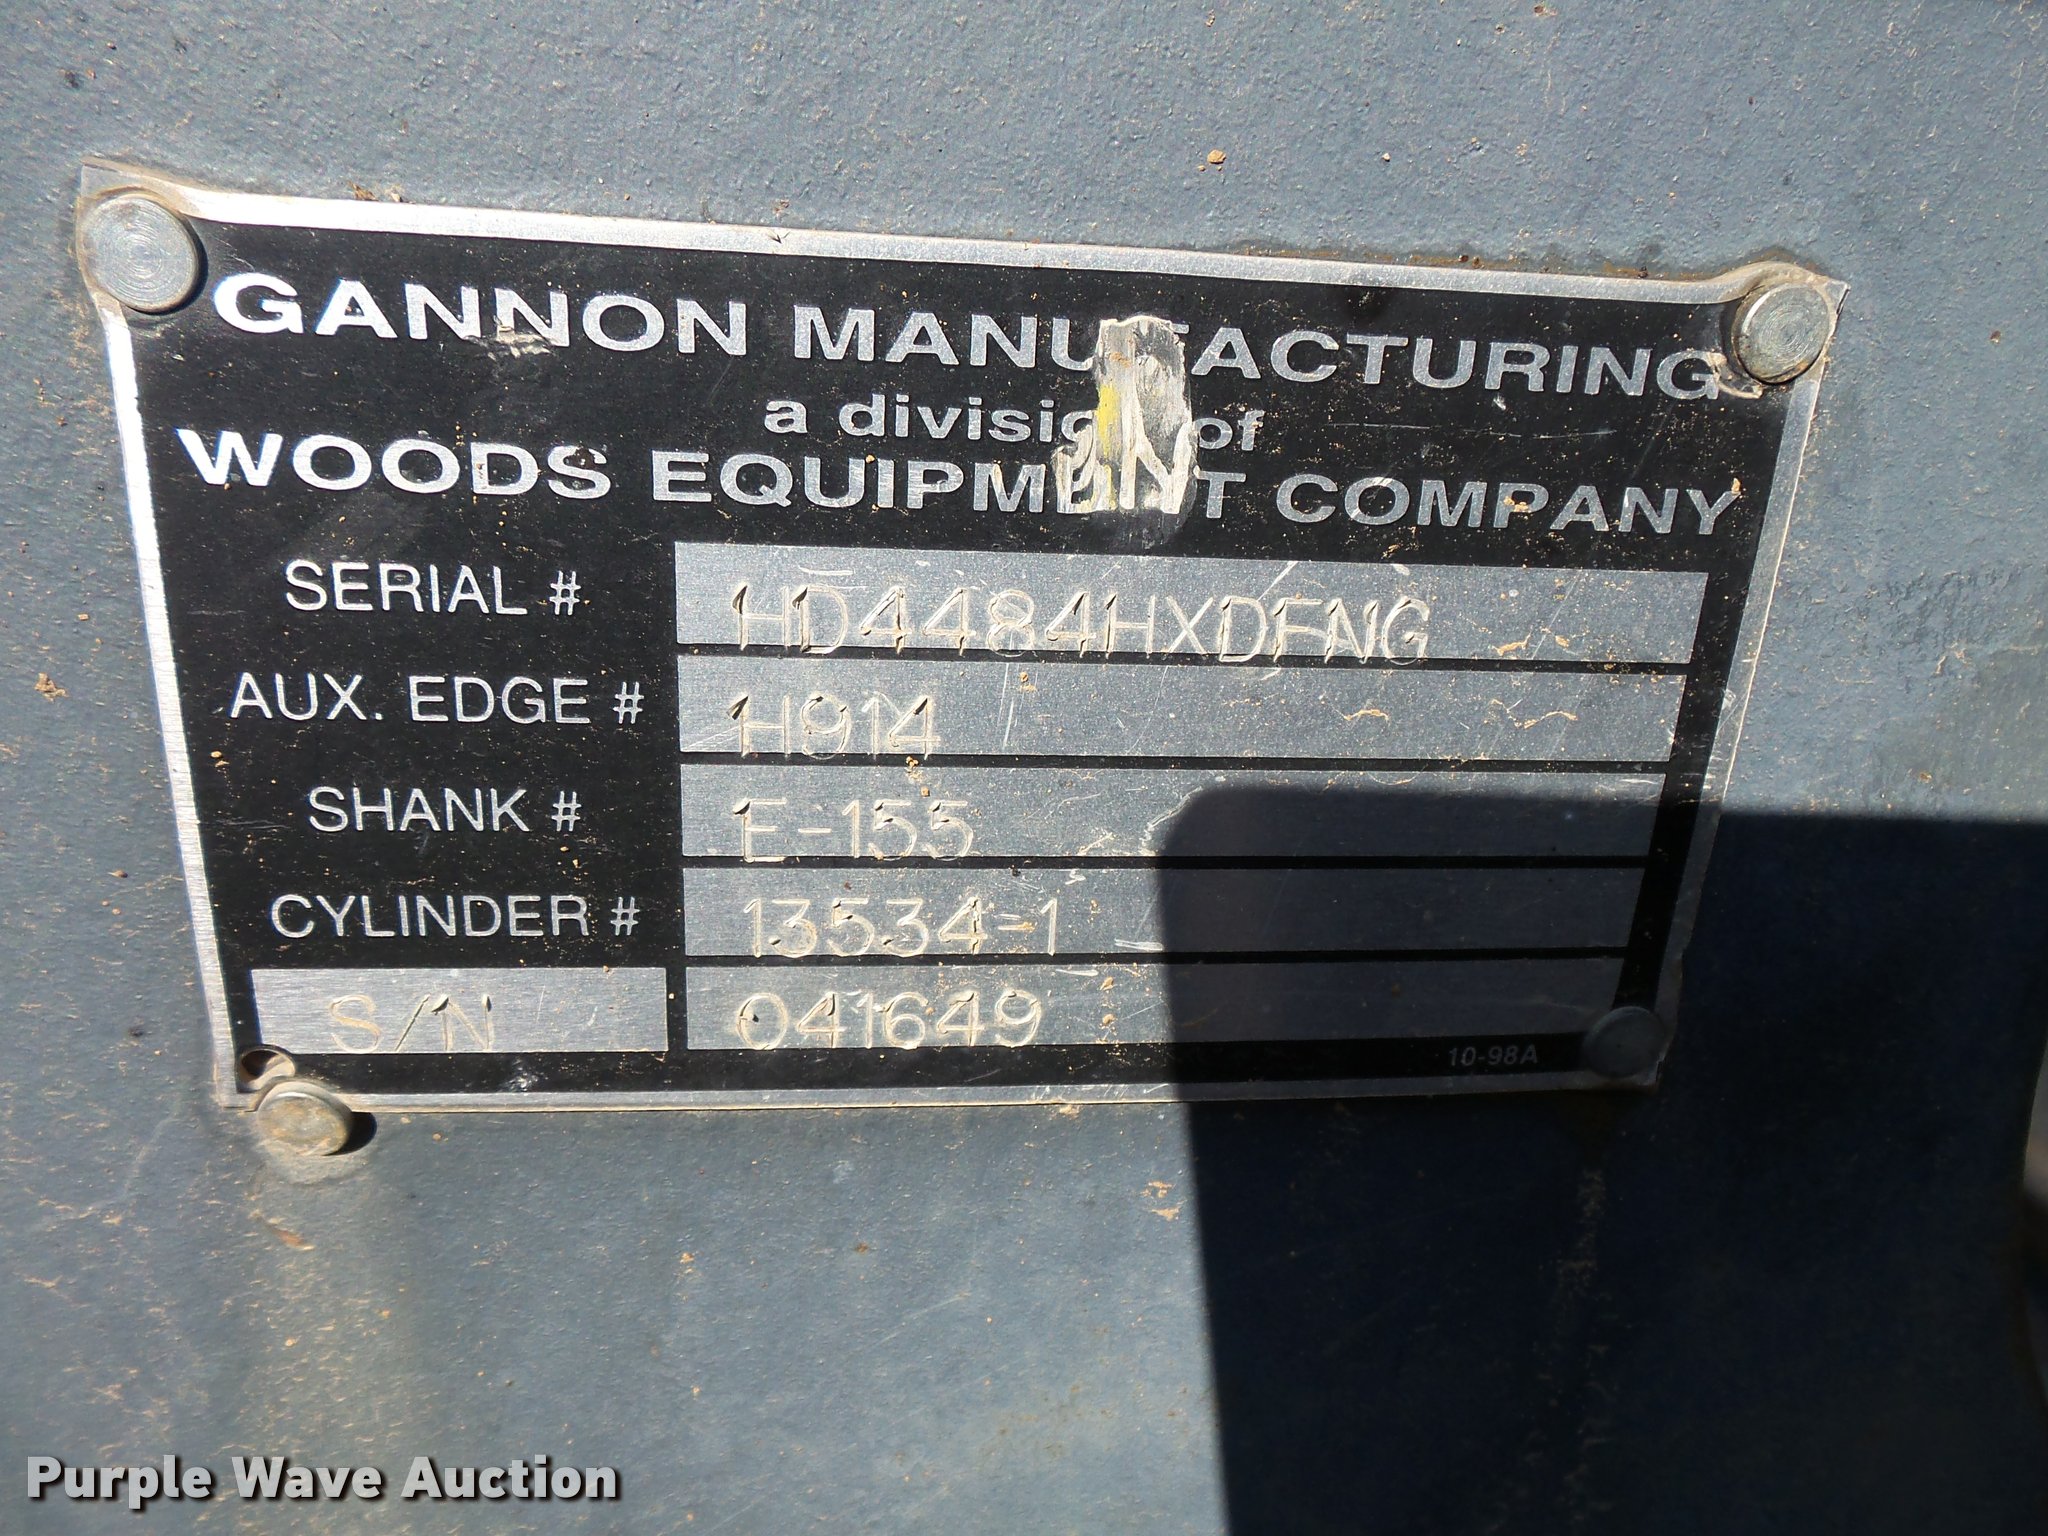 GANNON MANUFACTURING
a division of
WOODS EQUIPMENT COMPANY
SERIAL # HD4484HXDFNG
AUX. EDGE # H914
SHANK # E-155
CYLINDER # 13534-1
S/N 041649
10-98A
Purple Wave Auction